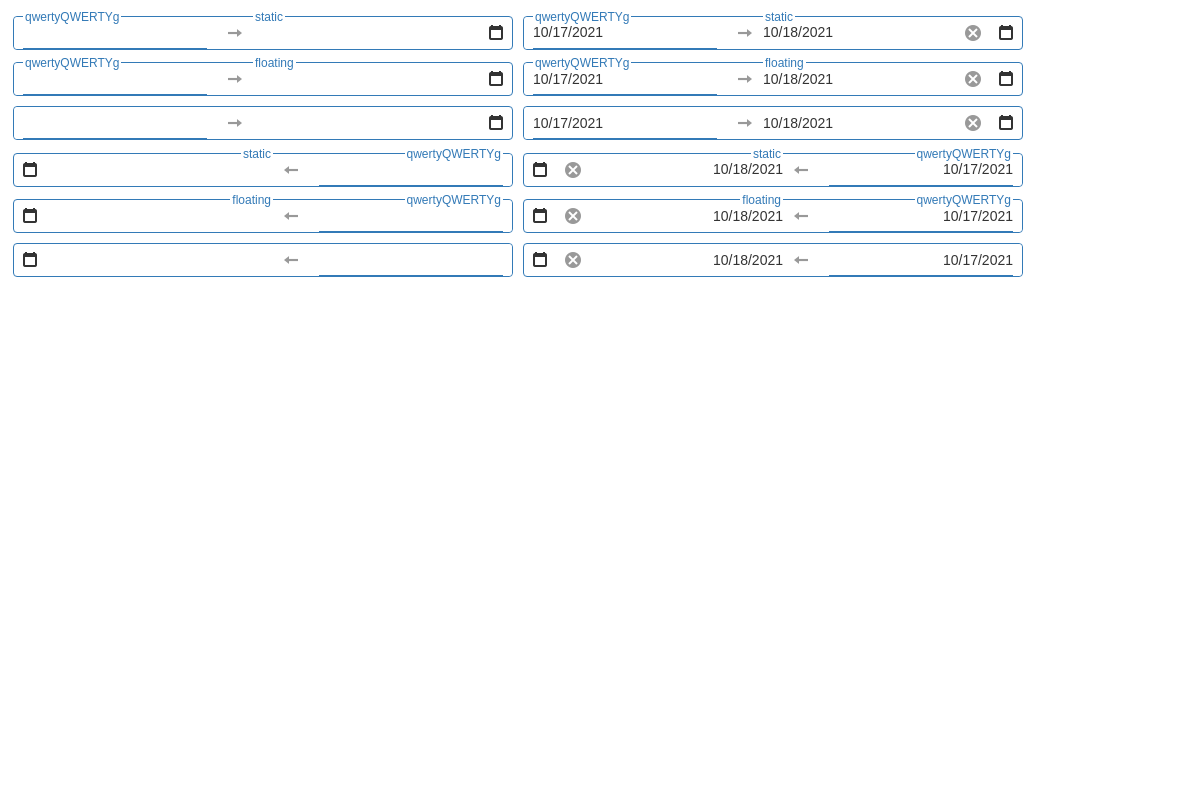 qwertyQWERTYg static qwertyQWERTYg static
10/17/2021 10/18/2021
qwertyQWERTYg floating qwertyQWERTYg floating
10/17/2021 10/18/2021
10/17/2021 10/18/2021
static qwertyQWERTYg static qwertyQWERTYg
10/18/2021 10/17/2021
floating qwertyQWERTYg floating qwertyQWERTYg
10/18/2021 10/17/2021
10/18/2021 10/17/2021